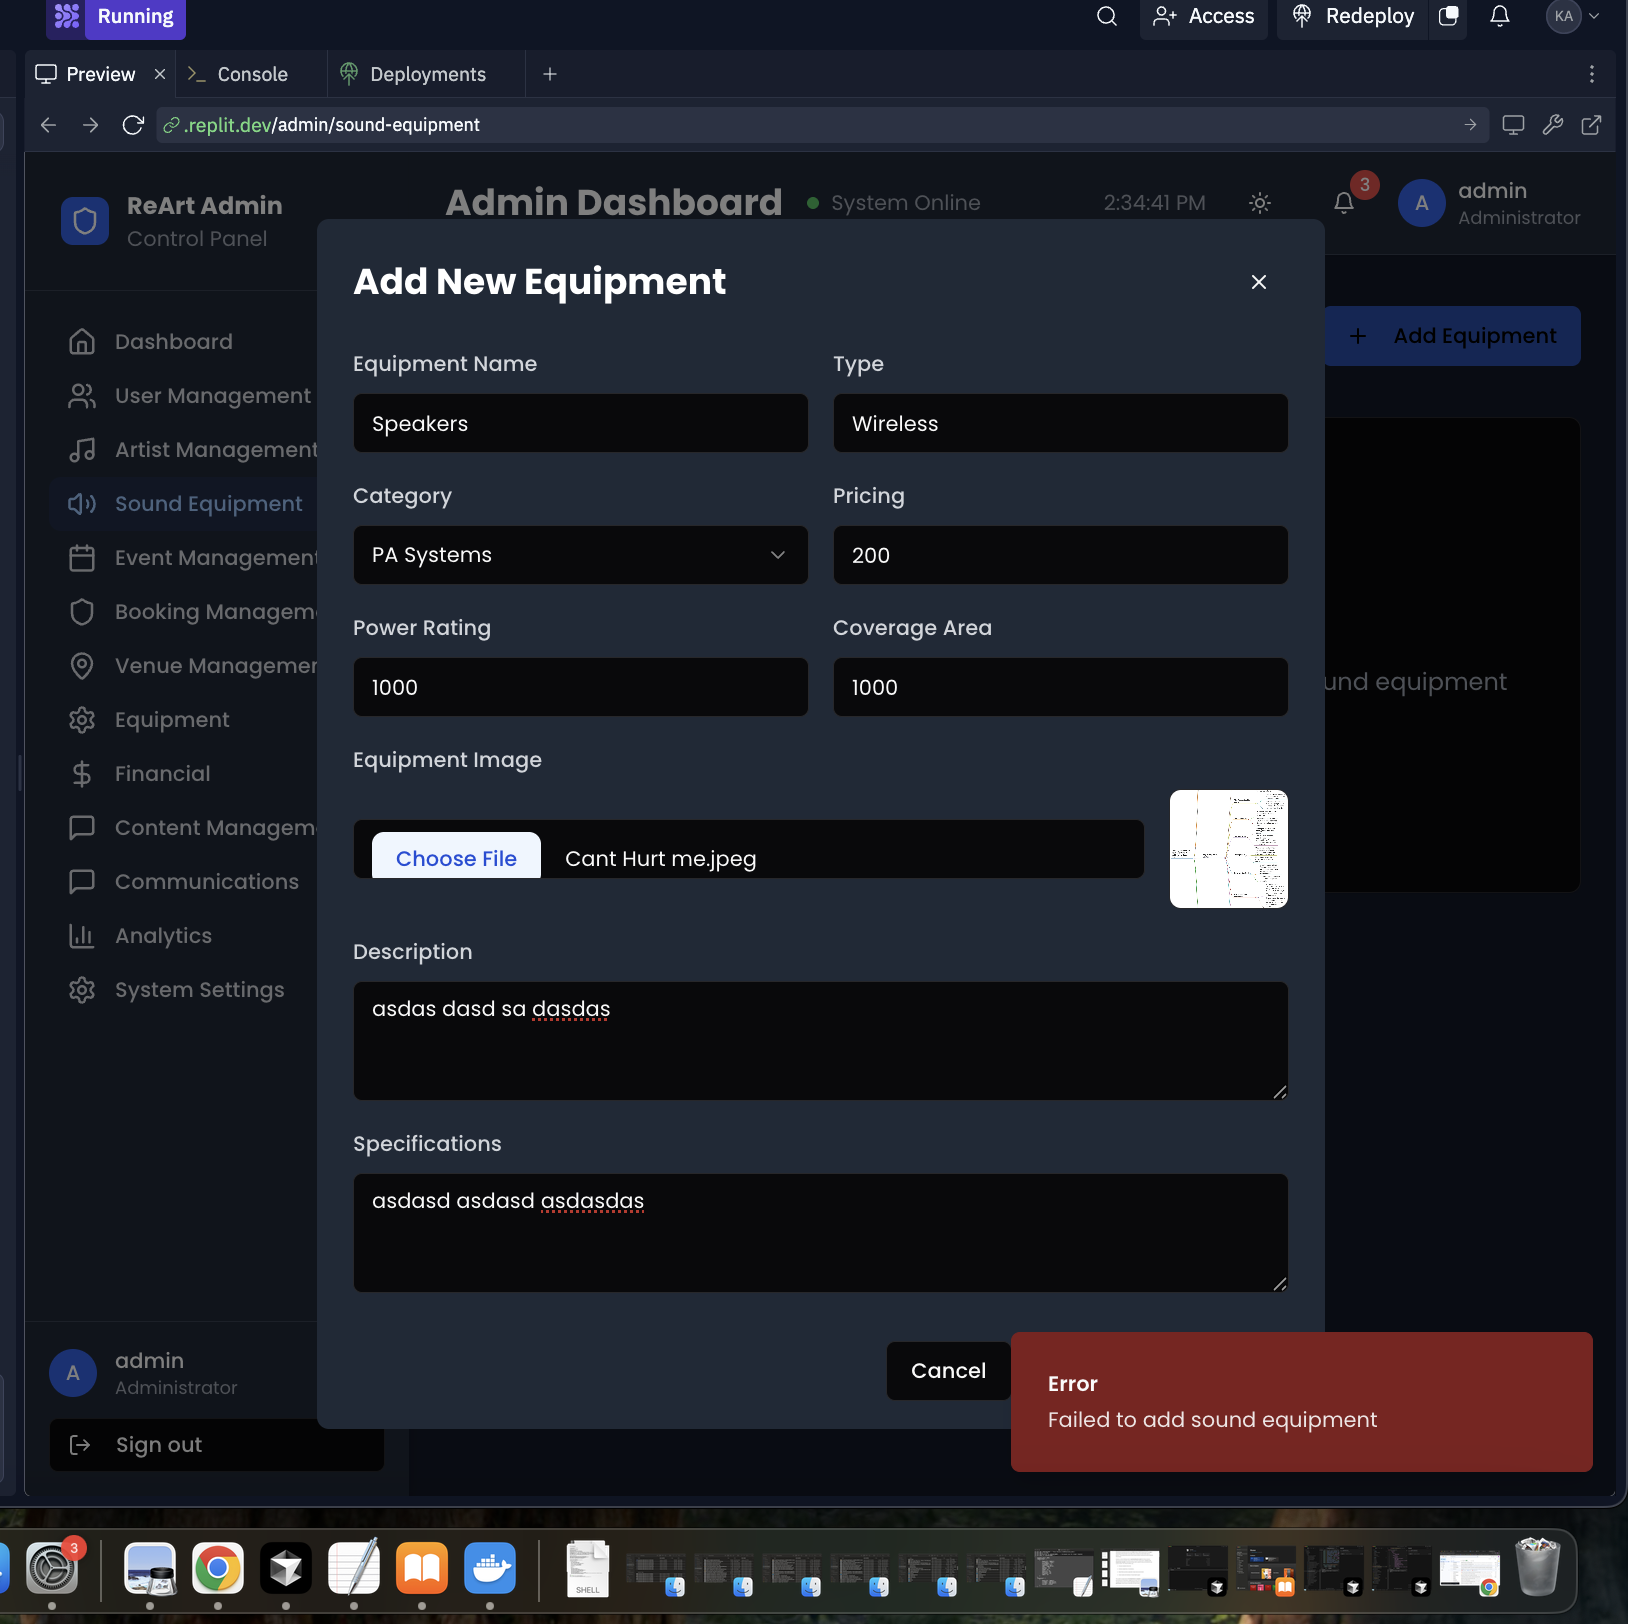 Running
Access
Redeploy
KA
Preview
Console
Deployments
.replit.dev/admin/sound-equipment
ReArt Admin
Control Panel
Admin Dashboard
System Online
2:34:41 PM
3
A
admin
Administrator
Add New Equipment
Add Equipment
Dashboard
User Management
Artist Management
Sound Equipment
Event Management
Booking Managem
Venue Managemen
Equipment
Financial
Content Managem
Communications
Analytics
System Settings
Equipment Name
Type
Speakers
Wireless
Category
Pricing
PA Systems
200
Power Rating
Coverage Area
1000
1000
und equipment
Equipment Image
Choose File
Cant Hurt me.jpeg
Description
asdas dasd sa dasdas
Specifications
asdasd asdasd asdasdas
Cancel
Error
Failed to add sound equipment
A
admin
Administrator
Sign out
3
SHELL